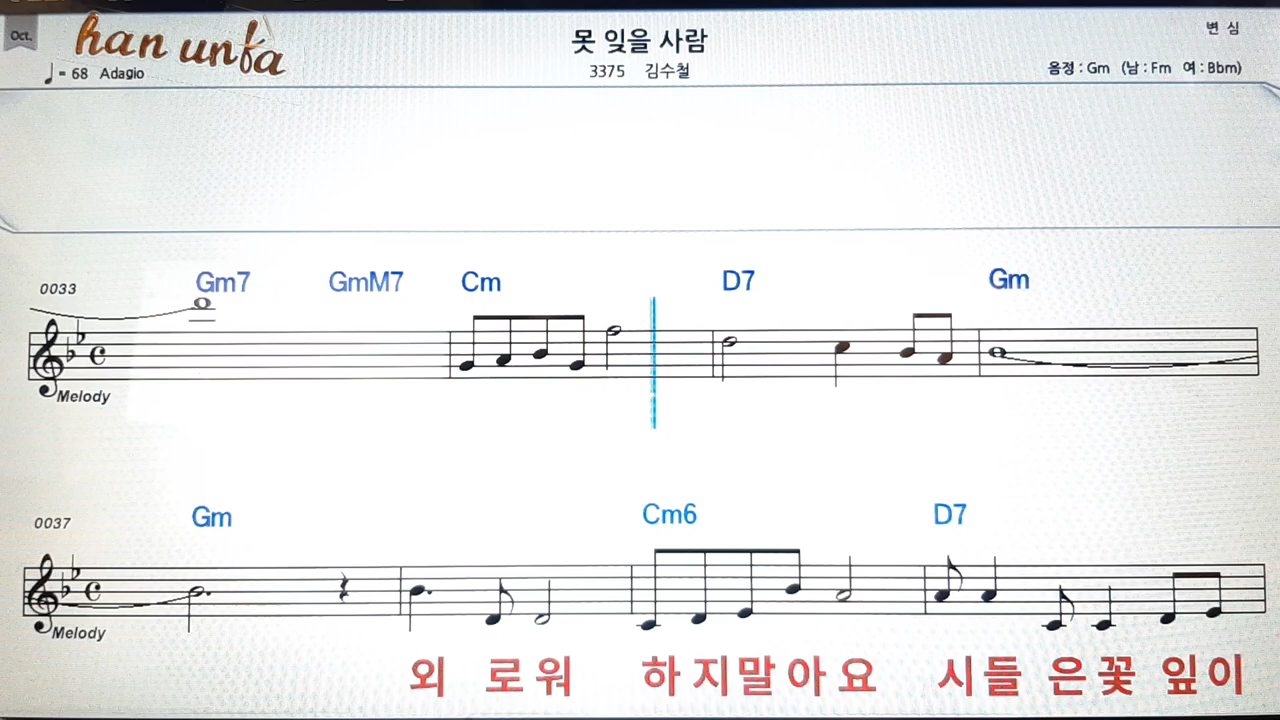 Oct.
han unfa
못 잊을 사람
변 심
♩= 68 Adagio
3375 김수철
음정 : Gm (남 : Fm 여 : Bbm)
0033 Gm7 GmM7 Cm D7 Gm
Melody
0037 Gm Cm6 D7
Melody
외 로워 하지말아요 시들 은꽃 잎이